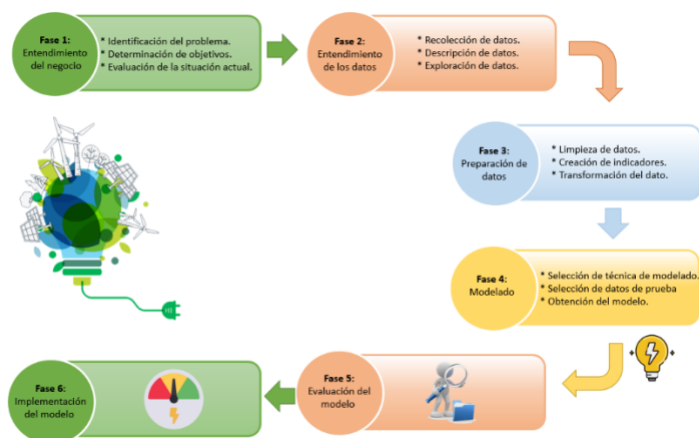 Fase 1:
Entendimiento
del negocio
* Identificación del problema.
* Determinación de objetivos.
* Evaluación de la situación actual.
Fase 2:
Entendimiento
de los datos
* Recolección de datos.
* Descripción de datos.
* Exploración de datos.
Fase 3:
Preparación de
datos
* Limpieza de datos.
* Creación de indicadores.
* Transformación del dato.
Fase 4:
Modelado
* Selección de técnica de modelado.
* Selección de datos de prueba
* Obtención del modelo.
Fase 5:
Evaluación del
modelo
Fase 6:
Implementación
del modelo